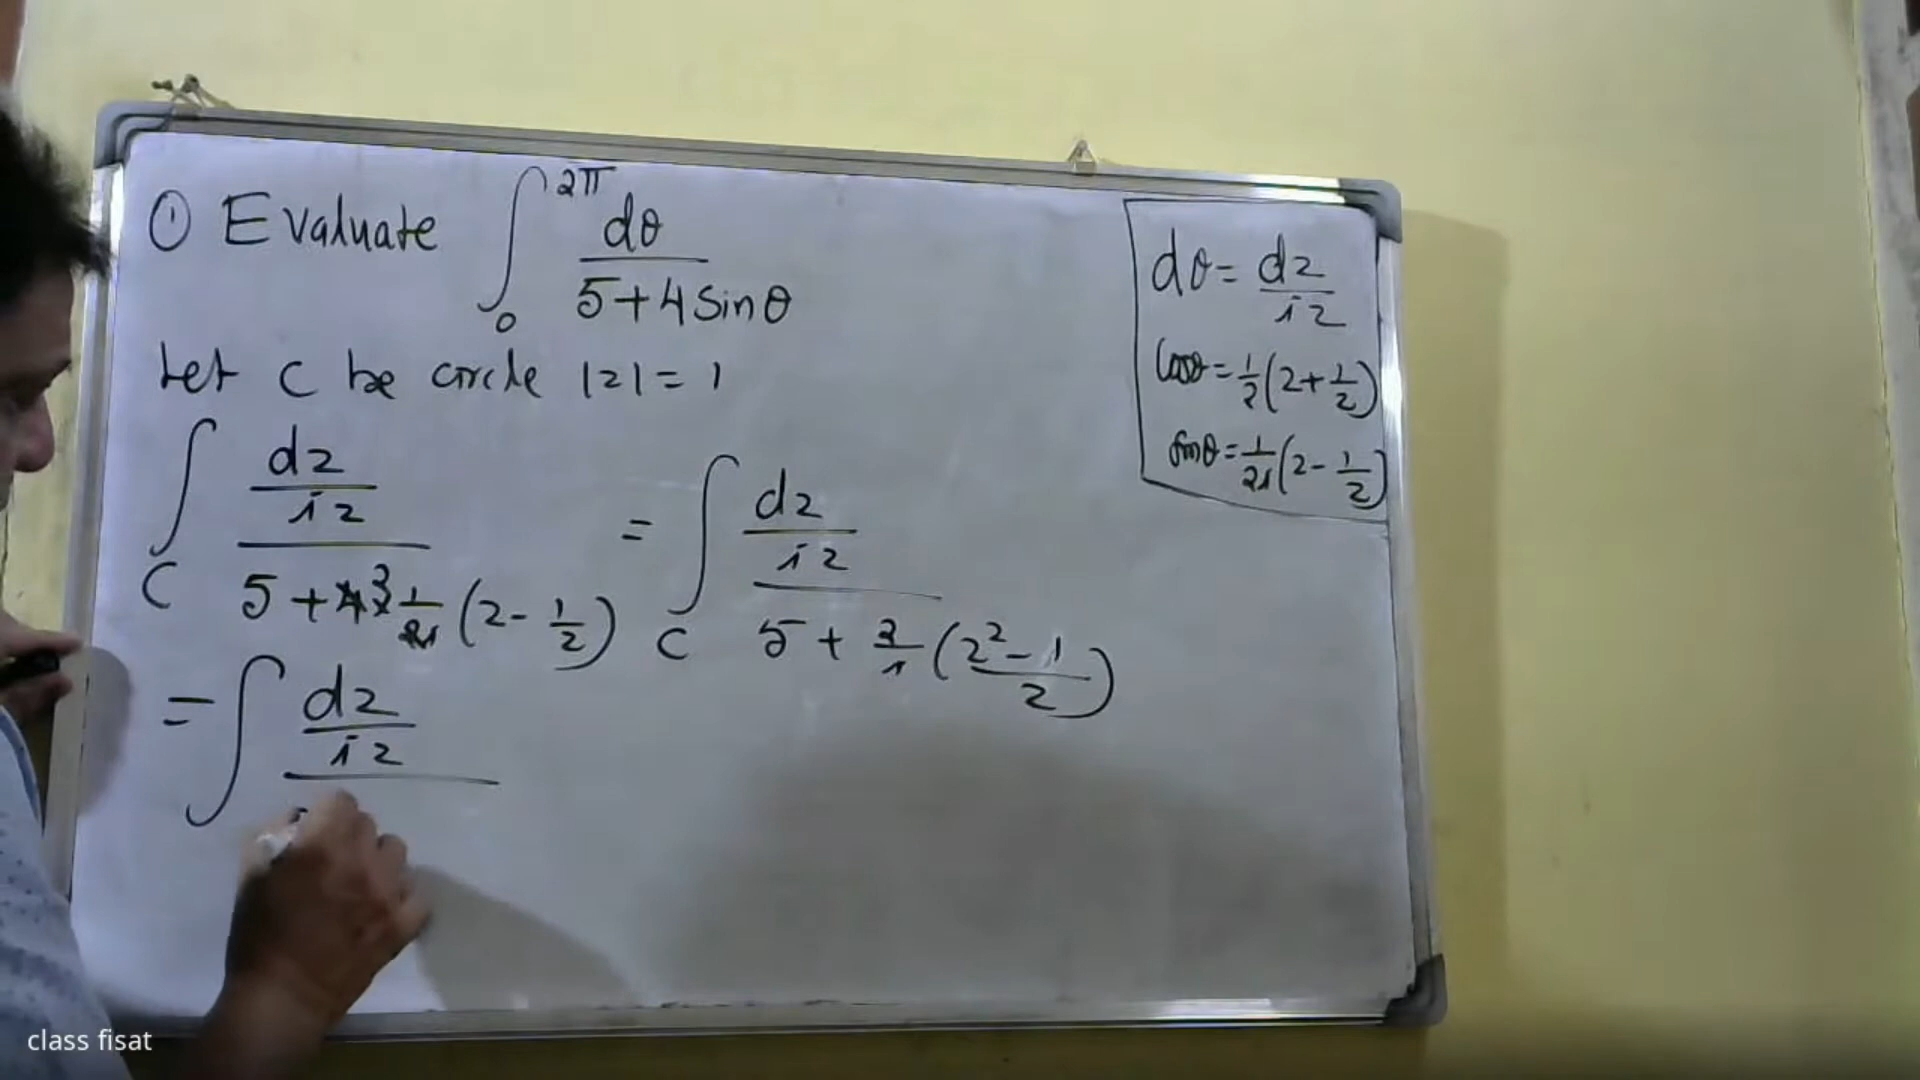 ① Evaluate ∫₀^2π dθ / (5+4 sinθ)
Let C be circle |z| = 1
∫_C (dz/iz) / (5 + 4 1/2i (z - 1/z)) = ∫_C (dz/iz) / (5 + 2/i ((z² - 1)/z))
= ∫ (dz/iz)
dθ = dz/iz
Cosθ = 1/2 (z + 1/z)
Sinθ = 1/2i (z - 1/z)
class fisat